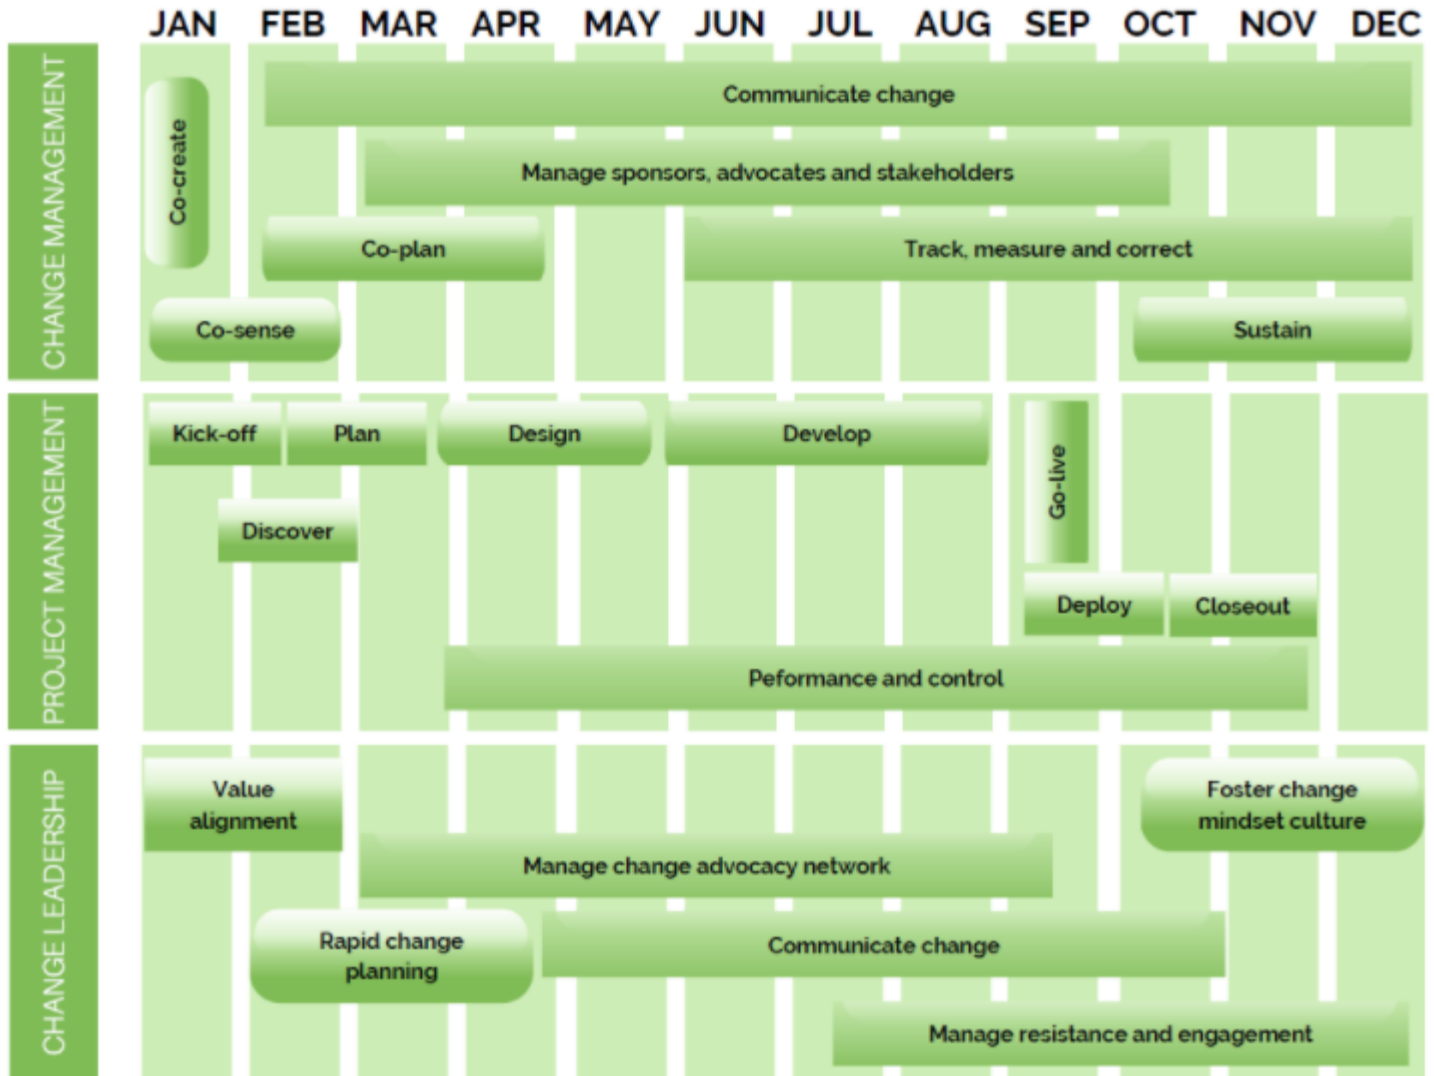 JAN FEB MAR APR MAY JUN JUL AUG SEP OCT NOV DEC
CHANGE MANAGEMENT
Communicate change
Co-create
Manage sponsors, advocates and stakeholders
Co-plan
Track, measure and correct
Co-sense
Sustain
PROJECT MANAGEMENT
Kick-off
Plan
Design
Develop
Go-live
Discover
Deploy
Closeout
Peformance and control
CHANGE LEADERSHIP
Value
alignment
Foster change
mindset culture
Manage change advocacy network
Rapid change
planning
Communicate change
Manage resistance and engagement